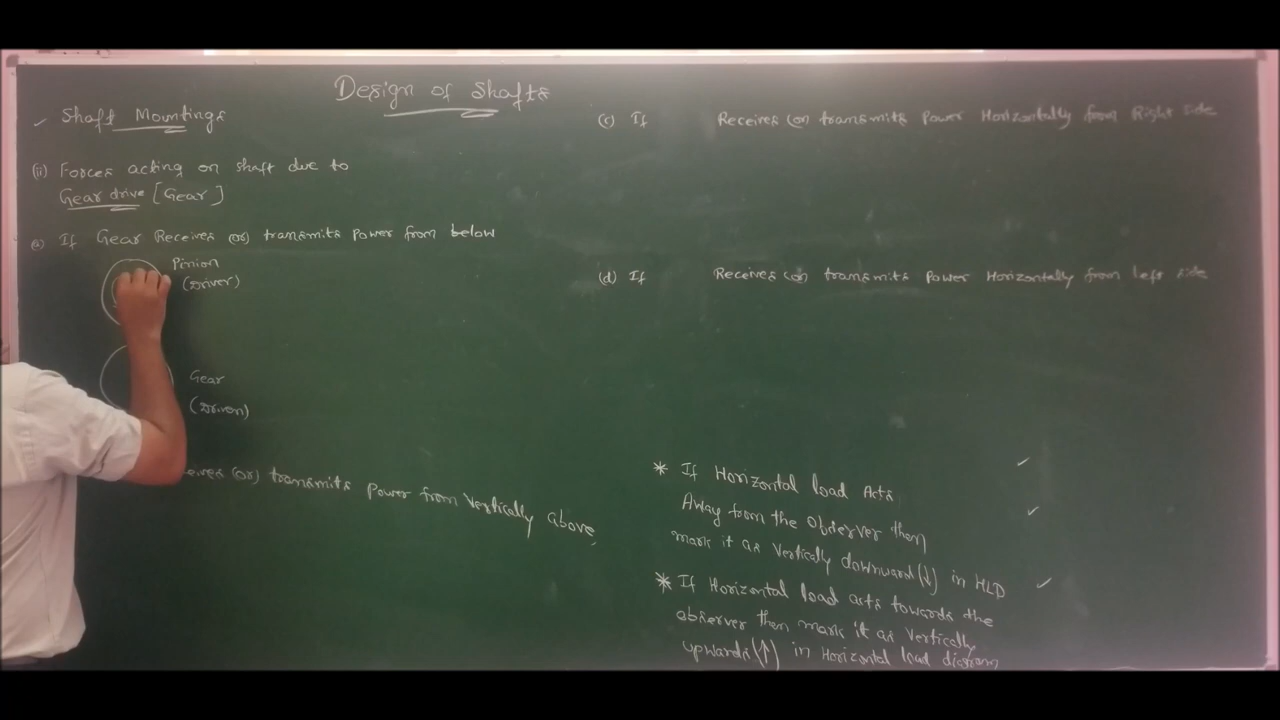 Design of Shafts
Shaft Mountings
(ii) Forces acting on shaft due to
Gear drive [Gear]
(a) If Gear Receives (or) transmits Power from below
Pinion
(Driver)
Gear
(Driven)
(or) transmits Power from Vertically above
(c) If Receives (or) transmits Power Horizontally from Right Side
(d) If Receives (or) transmits Power Horizontally from Left side
* If Horizontal load Acts
Away from the Observer then
mark it as Vertically downward (↓) in HLD
* If Horizontal load acts towards the
observer then mark it as Vertically
upwards (↑) in Horizontal load diagram